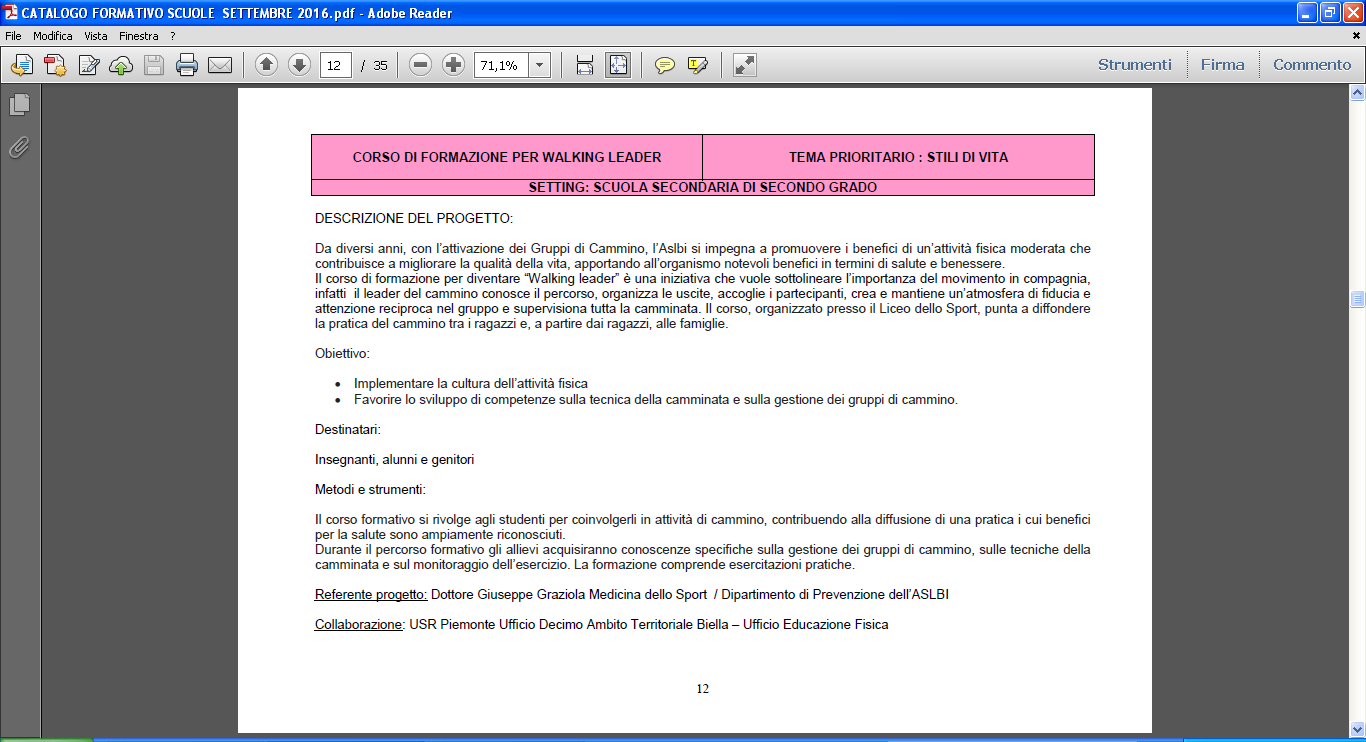 CATALOGO FORMATIVO SCUOLE  SETTEMBRE 2016.pdf - Adobe Reader
File Modifica Vista Finestra ?
12 / 35 71,1% Strumenti Firma Commento
CORSO DI FORMAZIONE PER WALKING LEADER
TEMA PRIORITARIO : STILI DI VITA
SETTING: SCUOLA SECONDARIA DI SECONDO GRADO
DESCRIZIONE DEL PROGETTO:
Da diversi anni, con l’attivazione dei Gruppi di Cammino, l’Aslbi si impegna a promuovere i benefici di un’attività fisica moderata che
contribuisce a migliorare la qualità della vita, apportando all’organismo notevoli benefici in termini di salute e benessere.
Il corso di formazione per diventare “Walking leader” è una iniziativa che vuole sottolineare l’importanza del movimento in compagnia,
infatti  il leader del cammino conosce il percorso, organizza le uscite, accoglie i partecipanti, crea e mantiene un’atmosfera di fiducia e
attenzione reciproca nel gruppo e supervisiona tutta la camminata. Il corso, organizzato presso il Liceo dello Sport, punta a diffondere
la pratica del cammino tra i ragazzi e, a partire dai ragazzi, alle famiglie.
Obiettivo:
• Implementare la cultura dell’attività fisica
• Favorire lo sviluppo di competenze sulla tecnica della camminata e sulla gestione dei gruppi di cammino.
Destinatari:
Insegnanti, alunni e genitori
Metodi e strumenti:
Il corso formativo si rivolge agli studenti per coinvolgerli in attività di cammino, contribuendo alla diffusione di una pratica i cui benefici
per la salute sono ampiamente riconosciuti.
Durante il percorso formativo gli allievi acquisiranno conoscenze specifiche sulla gestione dei gruppi di cammino, sulle tecniche della
camminata e sul monitoraggio dell’esercizio. La formazione comprende esercitazioni pratiche.
Referente progetto: Dottore Giuseppe Graziola Medicina dello Sport  / Dipartimento di Prevenzione dell’ASLBI
Collaborazione: USR Piemonte Ufficio Decimo Ambito Territoriale Biella – Ufficio Educazione Fisica
12